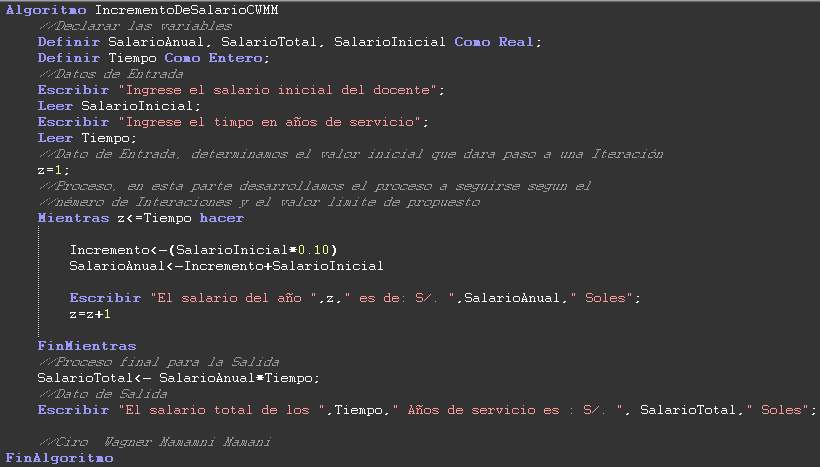 Algoritmo IncrementoDeSalarioCWMM
//Declarar las variables
Definir SalarioAnual, SalarioTotal, SalarioInicial Como Real;
Definir Tiempo Como Entero;
//Datos de Entrada
Escribir "Ingrese el salario inicial del docente";
Leer SalarioInicial;
Escribir "Ingrese el timpo en años de servicio";
Leer Tiempo;
//Dato de Entrada, determinamos el valor inicial que dara paso a una Iteración
z=1;
//Proceso, en esta parte desarrollamos el proceso a seguirse segun el
//némero de Interaciones y el valor limite de propuesto
Mientras z<=Tiempo hacer
Incremento<-(SalarioInicial*0.10)
SalarioAnual<-Incremento+SalarioInicial
Escribir "El salario del año ",z," es de: S/. ",SalarioAnual," Soles";
z=z+1
FinMientras
//Proceso final para la Salida
SalarioTotal<- SalarioAnual*Tiempo;
//Dato de Salida
Escribir "El salario total de los ",Tiempo," Años de servicio es : S/. ", SalarioTotal," Soles";
//Ciro  Wagner Mamamni Mamani
FinAlgoritmo